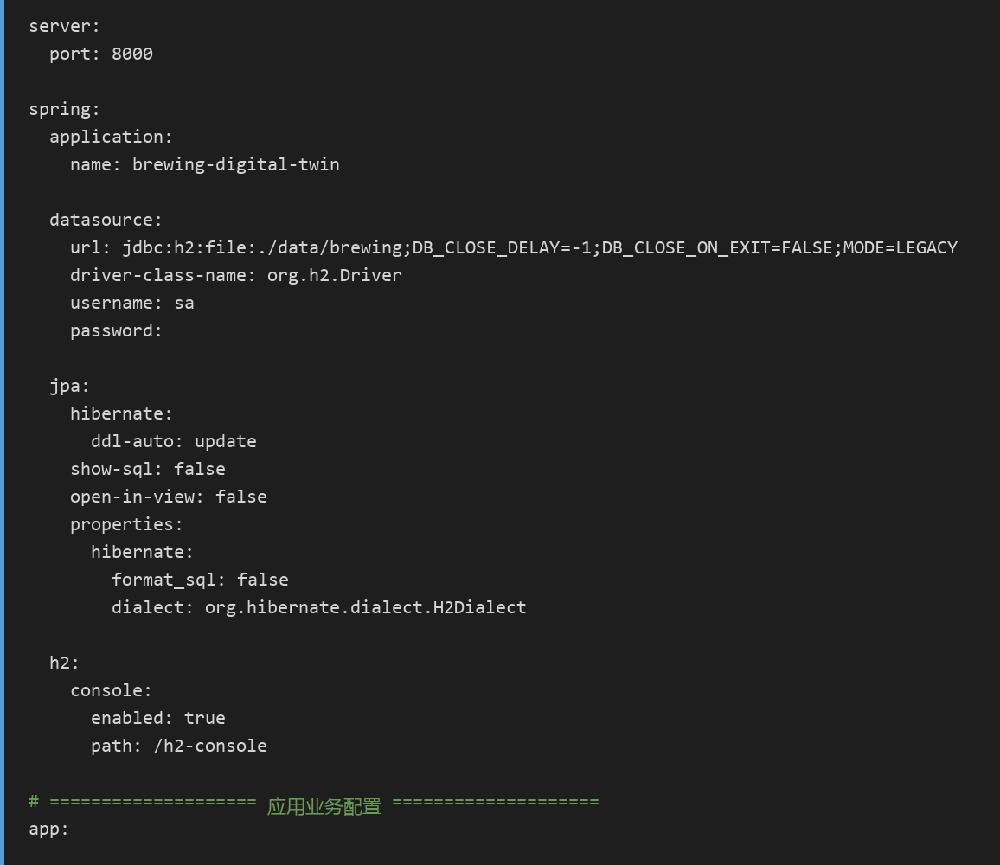 server:
  port: 8000

spring:
  application:
    name: brewing-digital-twin

  datasource:
    url: jdbc:h2:file:./data/brewing;DB_CLOSE_DELAY=-1;DB_CLOSE_ON_EXIT=FALSE;MODE=LEGACY
    driver-class-name: org.h2.Driver
    username: sa
    password:

  jpa:
    hibernate:
      ddl-auto: update
    show-sql: false
    open-in-view: false
    properties:
      hibernate:
        format_sql: false
        dialect: org.hibernate.dialect.H2Dialect

  h2:
    console:
      enabled: true
      path: /h2-console

# ==================== 应用业务配置 ====================
app: